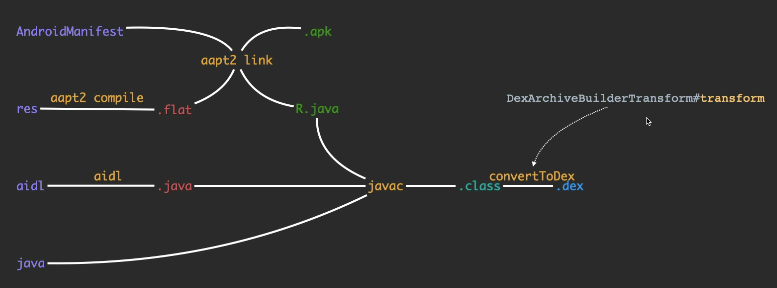 AndroidManifest
.apk
aapt2 link
res
aapt2 compile
.flat
R.java
DexArchiveBuilderTransform#transform
aidl
aidl
.java
javac
.class
convertToDex
.dex
java